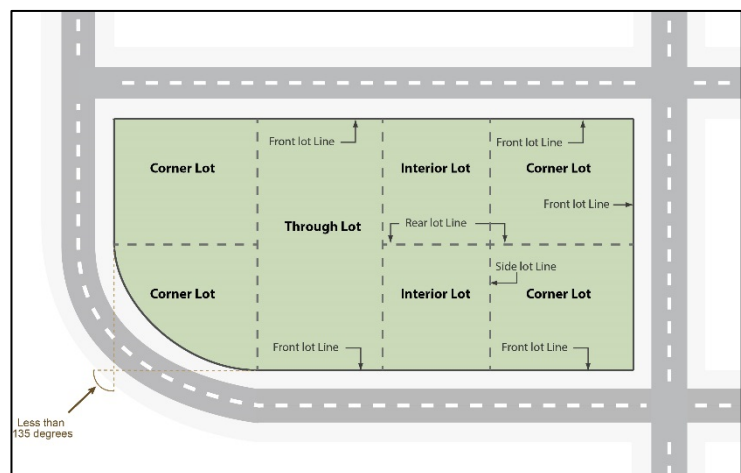 Front lot Line
Front lot Line
Corner Lot
Interior Lot
Corner Lot
Front lot Line
Through Lot
Rear lot Line
Side lot Line
Corner Lot
Interior Lot
Corner Lot
Front lot Line
Front lot Line
Less than
135 degrees